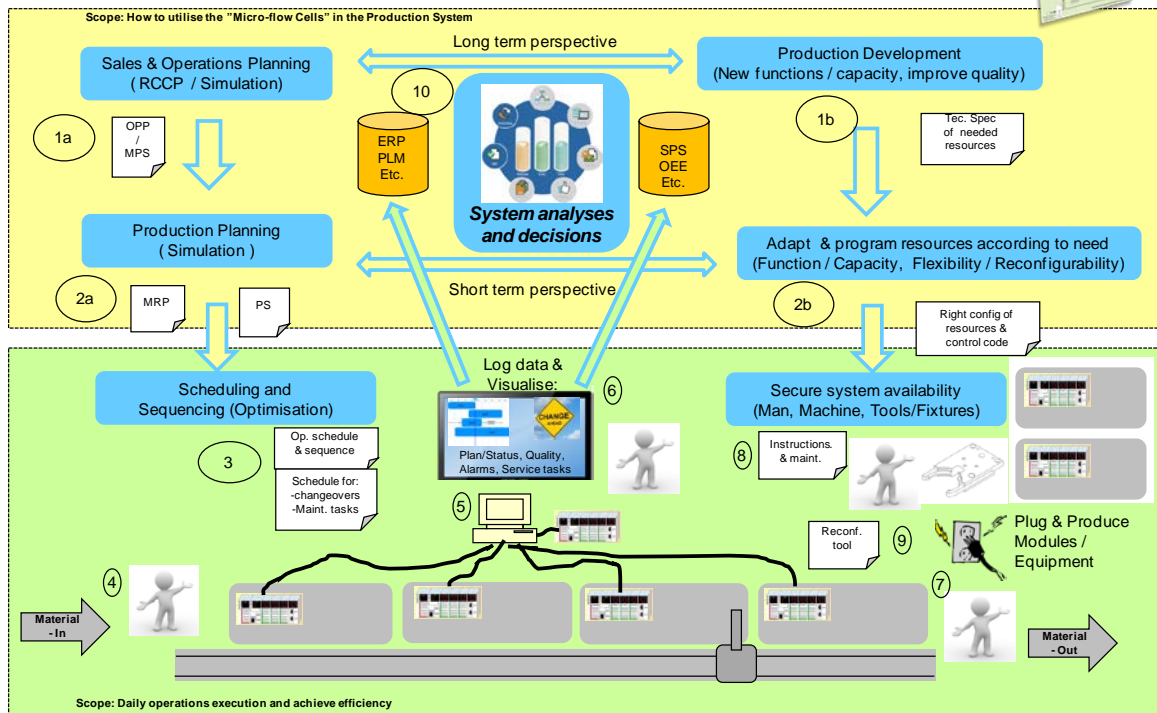 Scope: How to utilise the ”Micro-flow Cells” in the Production System
Sales & Operations Planning
( RCCP / Simulation)
Long term perspective
Production Development
(New functions / capacity, improve quality)
1a
OPP
/
MPS
10
ERP
PLM
Etc.
System analyses
and decisions
SPS
OEE
Etc.
1b
Tec. Spec
of needed
resources
Production Planning
( Simulation )
Adapt & program resources according to need
(Function / Capacity, Flexibility / Reconfigurability)
Short term perspective
2a
MRP
PS
2b
Right config of
resources &
control code
Scheduling and
Sequencing (Optimisation)
3
Op. schedule
& sequence
Schedule for:
-changeovers
-Maint. tasks
Log data &
Visualise:
CHANGE
AHEAD
Plan/Status, Quality,
Alarms, Service tasks
6
5
Secure system availability
(Man, Machine, Tools/Fixtures)
8
Instructions.
& maint.
Reconf.
tool
9
Plug & Produce
Modules /
Equipment
4
Material
- In
7
Material
- Out
Scope: Daily operations execution and achieve efficiency